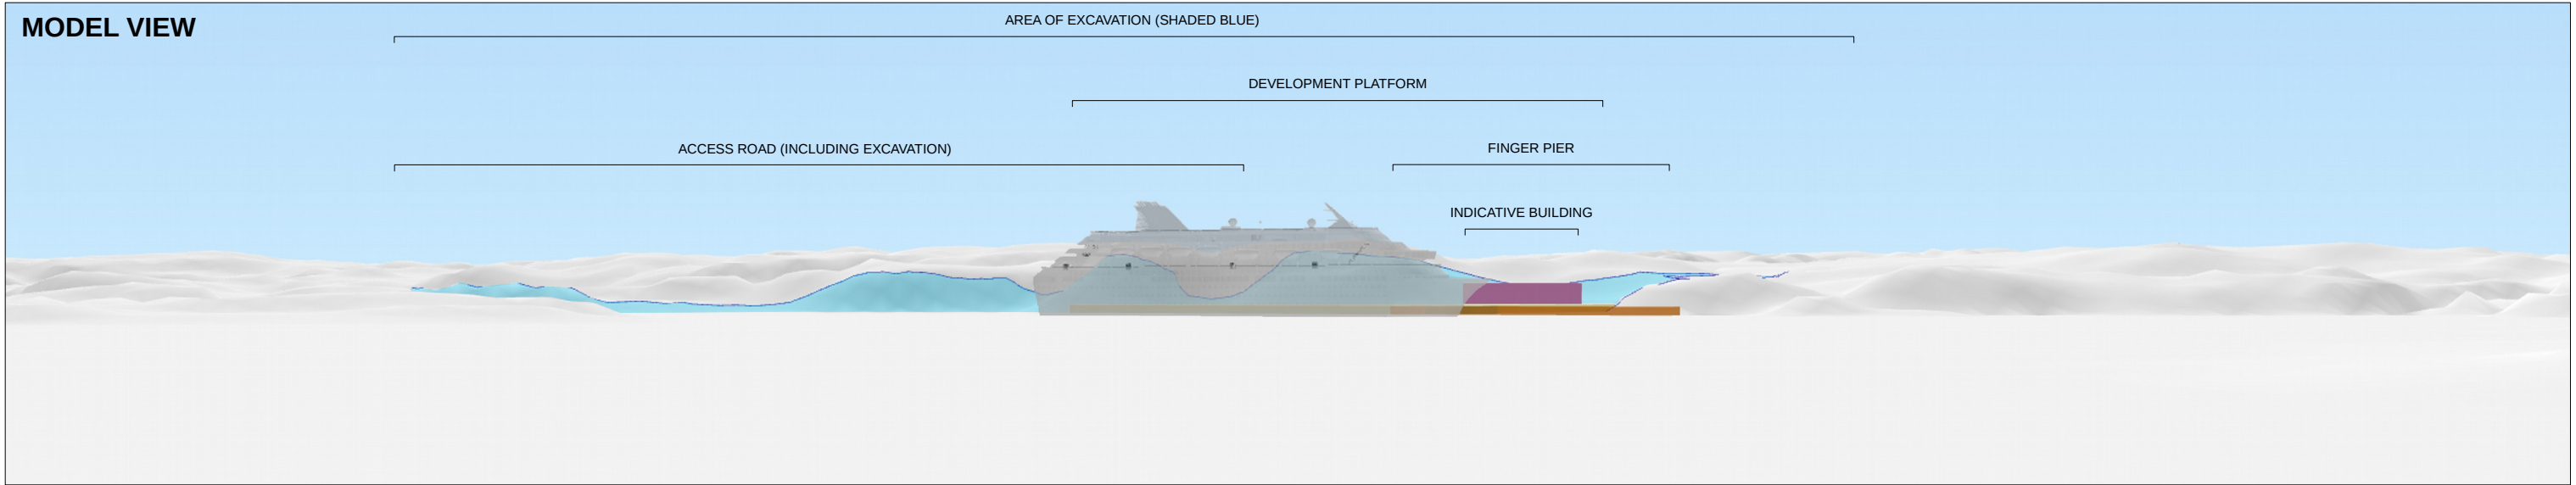 MODEL VIEW
AREA OF EXCAVATION (SHADED BLUE)
DEVELOPMENT PLATFORM
ACCESS ROAD (INCLUDING EXCAVATION)
FINGER PIER
INDICATIVE BUILDING